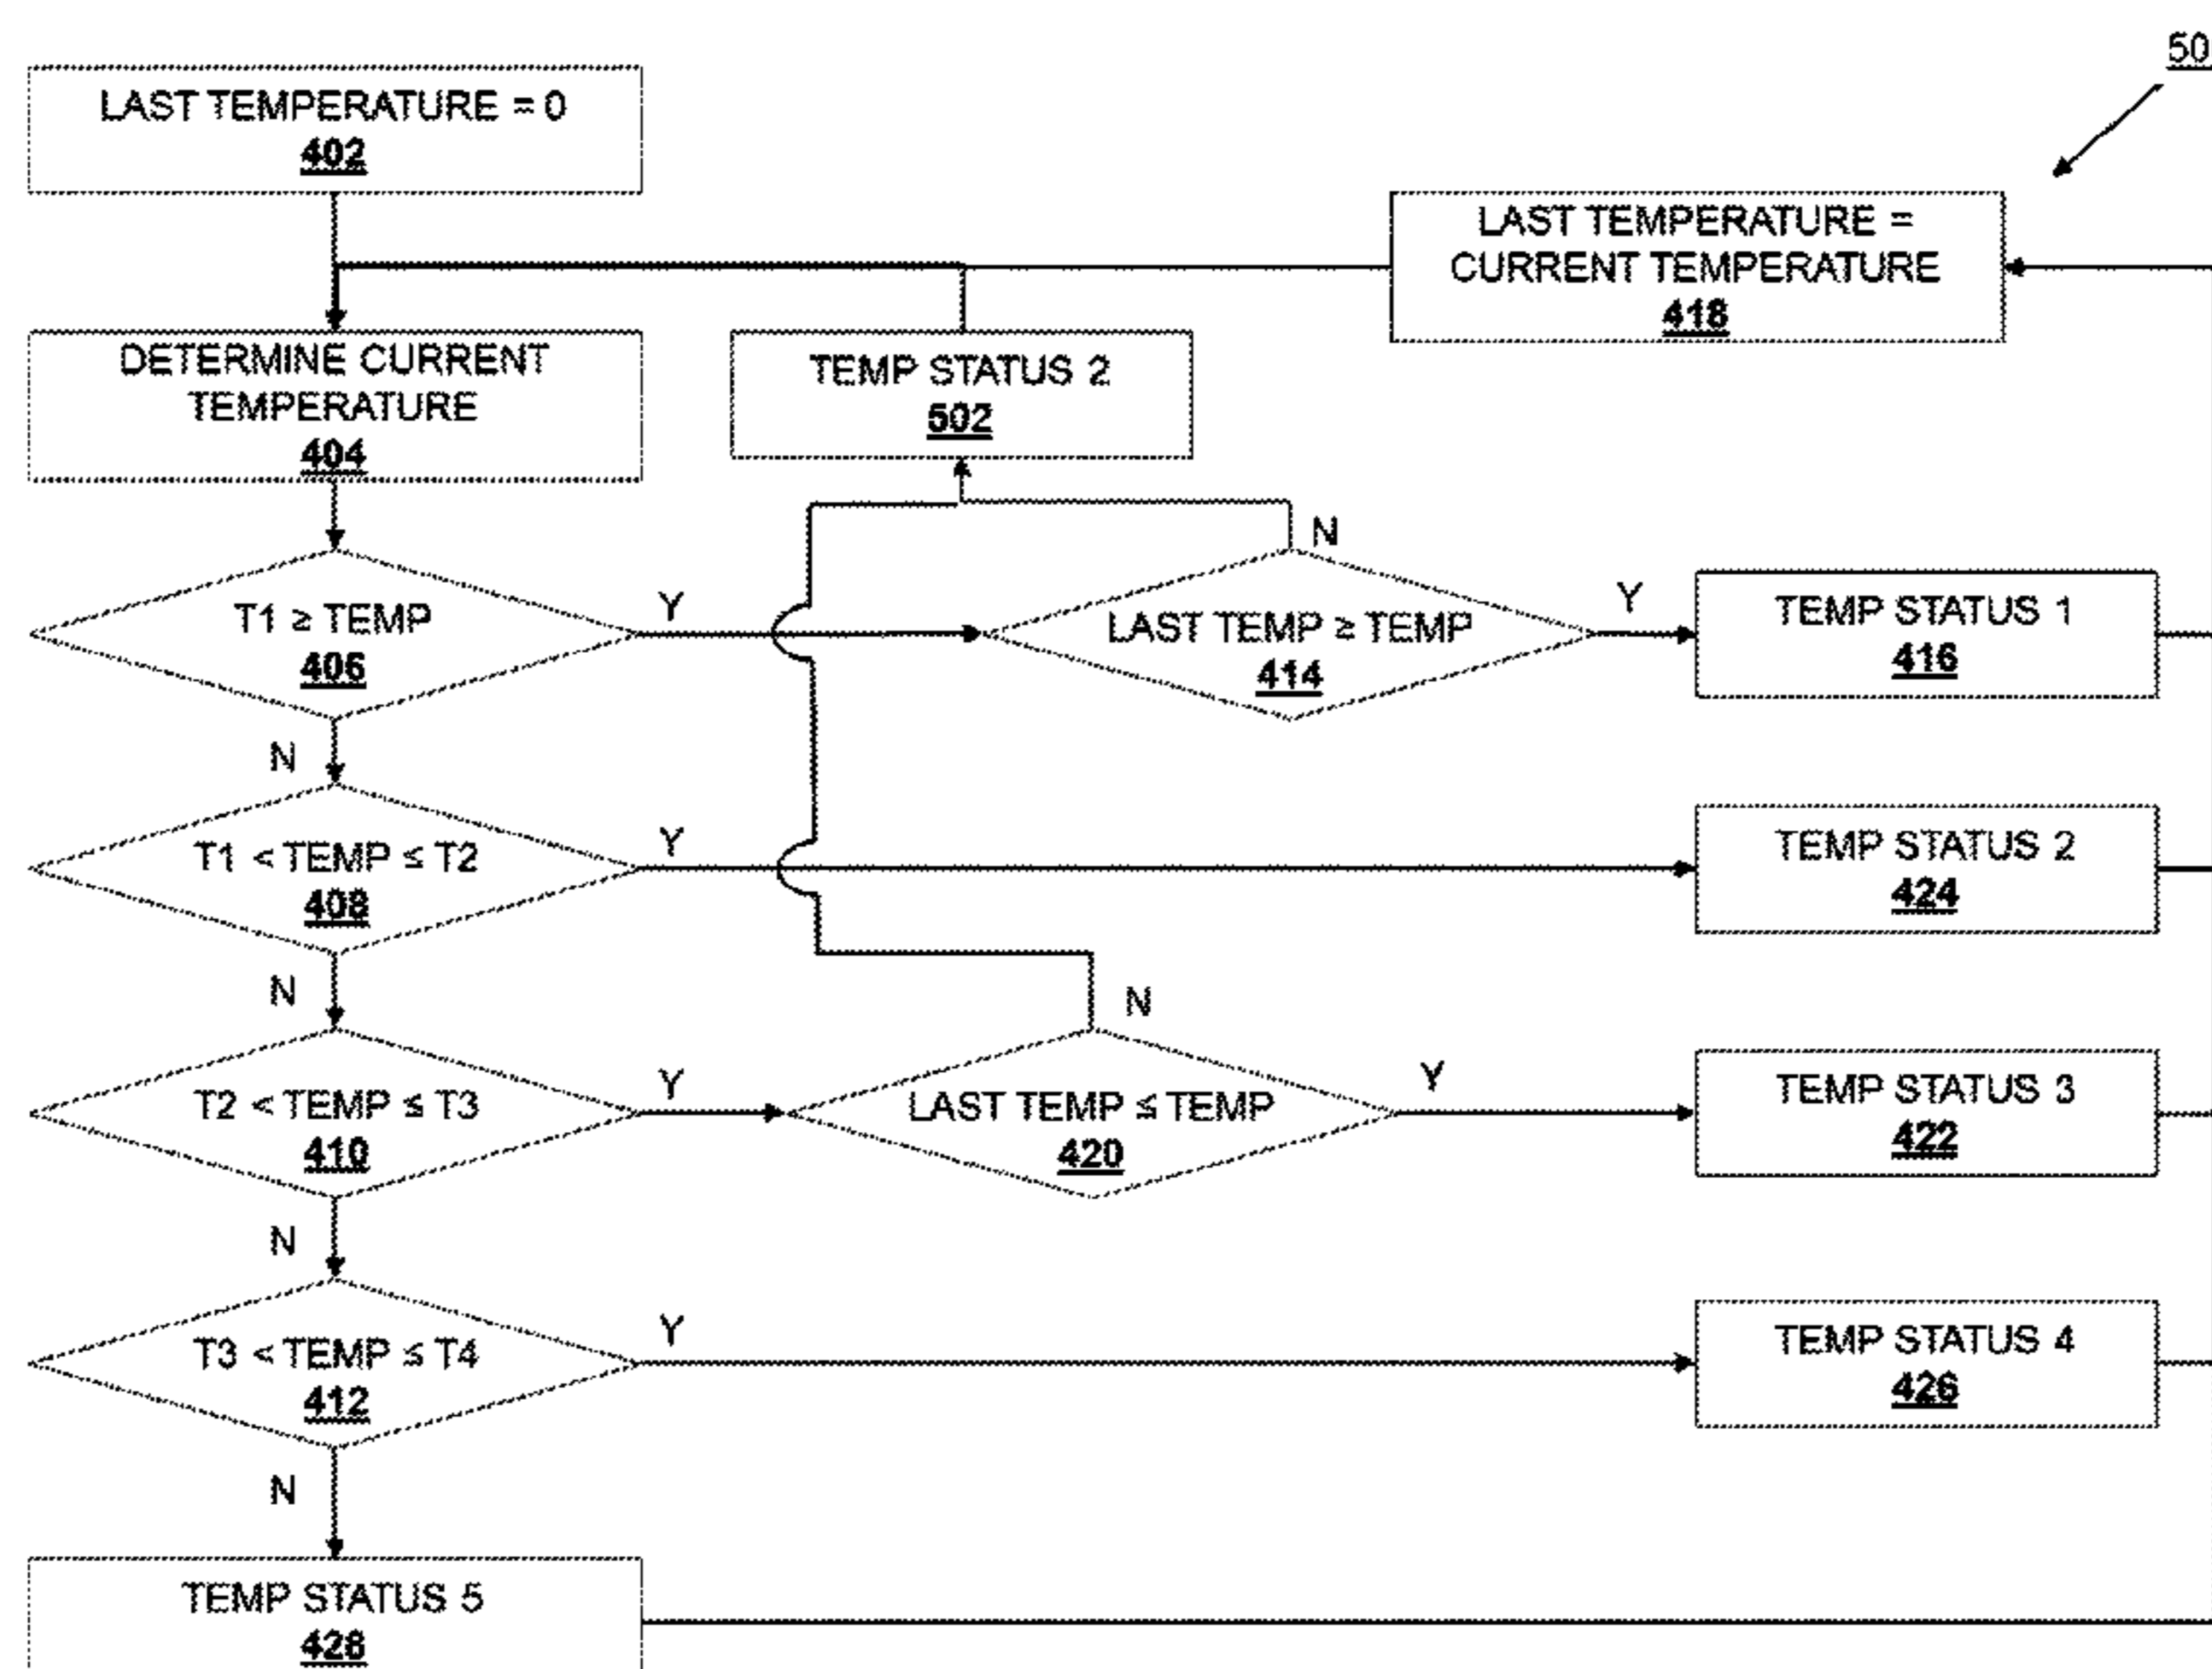 50
LAST TEMPERATURE = 0
402
LAST TEMPERATURE =
CURRENT TEMPERATURE
418
DETERMINE CURRENT
TEMPERATURE
404
TEMP STATUS 2
502
T1 ≥ TEMP
406
Y
N
LAST TEMP ≥ TEMP
414
Y
TEMP STATUS 1
416
N
T1 < TEMP ≤ T2
408
Y
TEMP STATUS 2
424
N
T2 < TEMP ≤ T3
410
Y
N
LAST TEMP ≤ TEMP
420
Y
TEMP STATUS 3
422
N
T3 < TEMP ≤ T4
412
Y
TEMP STATUS 4
426
N
TEMP STATUS 5
428